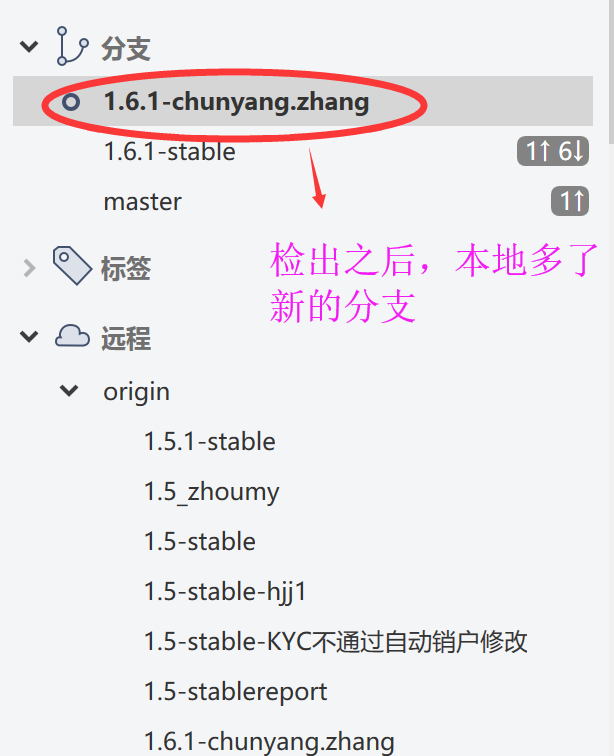 分支
1.6.1-chunyang.zhang
1.6.1-stable 1↑ 6↓
master 1↑
检出之后，本地多了
新的分支
标签
远程
origin
1.5.1-stable
1.5_zhoumy
1.5-stable
1.5-stable-hjj1
1.5-stable-KYC不通过自动销户修改
1.5-stablereport
1.6.1-chunyang.zhang